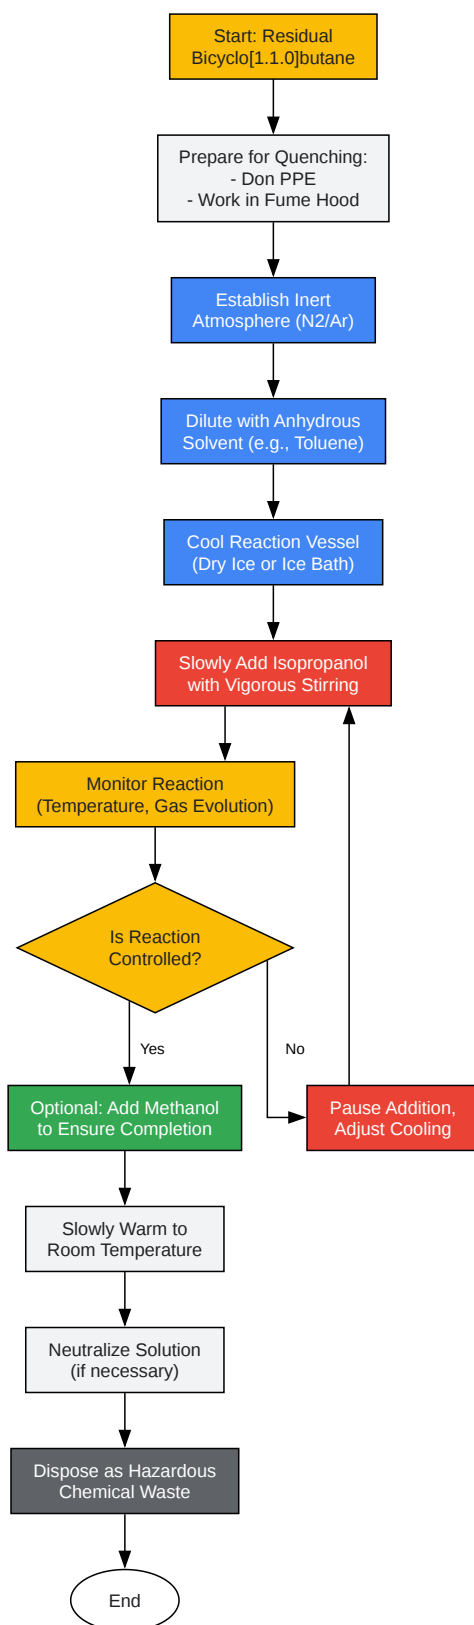 Start: Residual
Bicyclo[1.1.0]butane
Prepare for Quenching:
- Don PPE
- Work in Fume Hood
Establish Inert
Atmosphere (N2/Ar)
Dilute with Anhydrous
Solvent (e.g., Toluene)
Cool Reaction Vessel
(Dry Ice or Ice Bath)
Slowly Add Isopropanol
with Vigorous Stirring
Monitor Reaction
(Temperature, Gas Evolution)
Is Reaction
Controlled?
Yes
No
Optional: Add Methanol
to Ensure Completion
Pause Addition,
Adjust Cooling
Slowly Warm to
Room Temperature
Neutralize Solution
(if necessary)
Dispose as Hazardous
Chemical Waste
End